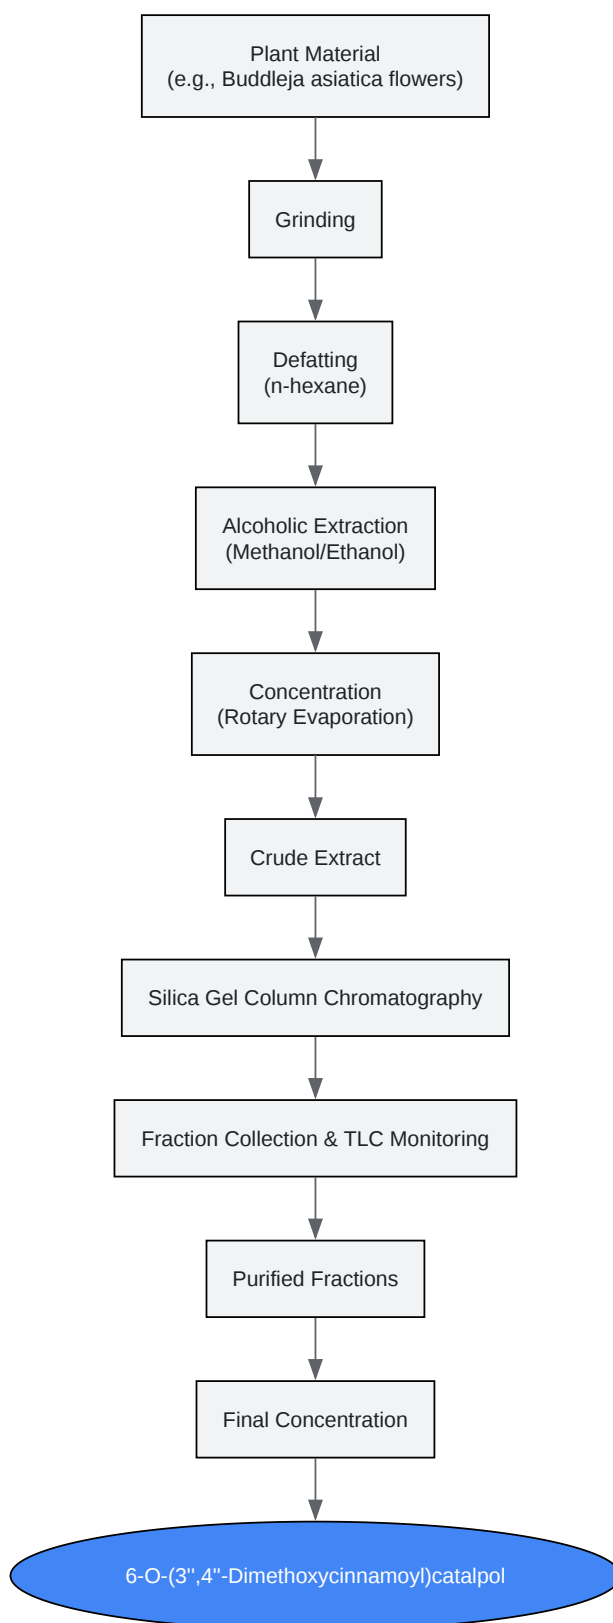 Plant Material
(e.g., Buddleja asiatica flowers)
Grinding
Defatting
(n-hexane)
Alcoholic Extraction
(Methanol/Ethanol)
Concentration
(Rotary Evaporation)
Crude Extract
Silica Gel Column Chromatography
Fraction Collection & TLC Monitoring
Purified Fractions
Final Concentration
6-O-(3'',4''-Dimethoxycinnamoyl)catalpol